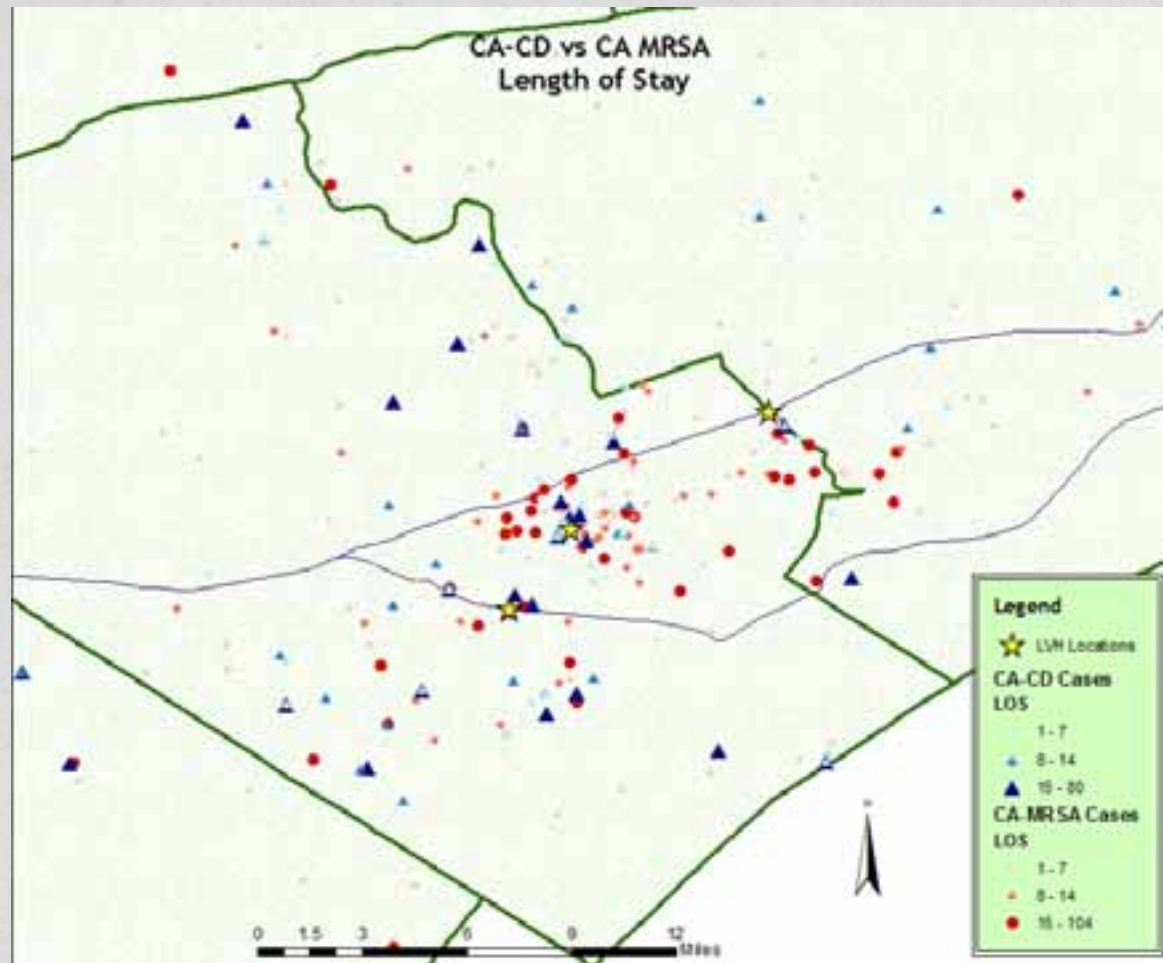 CA-CD vs CA MRSA
Length of Stay
Legend
LVH Locations
CA-CD Cases
LOS
1 - 7
8 - 14
15 - 80
CA-MRSA Cases
LOS
1 - 7
8 - 14
15 - 104
0 1.5 3 6 9 12
Miles